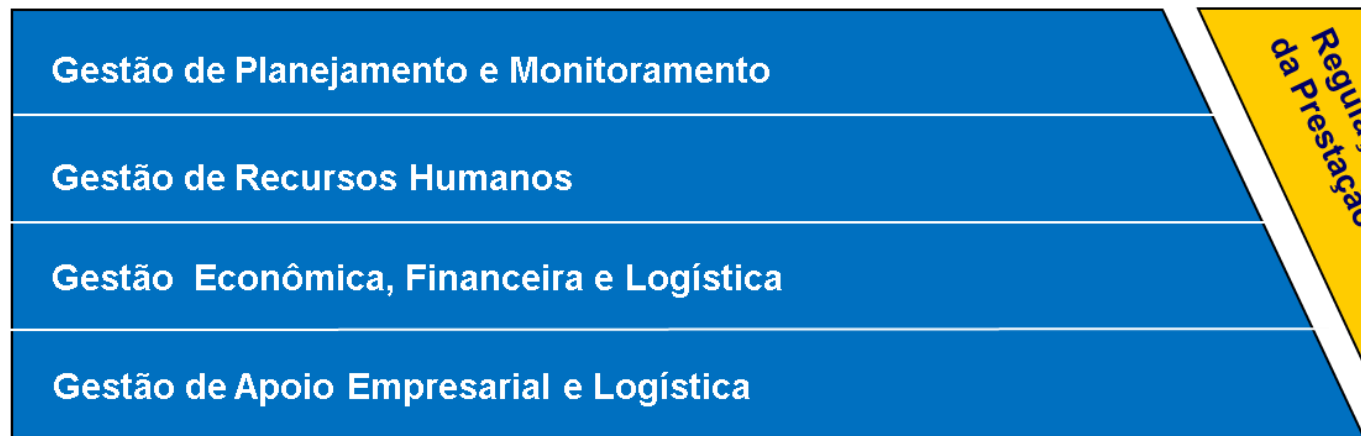 Gestão de Planejamento e Monitoramento
Gestão de Recursos Humanos
Gestão Econômica, Financeira e Logística
Gestão de Apoio Empresarial e Logística
da Prestação